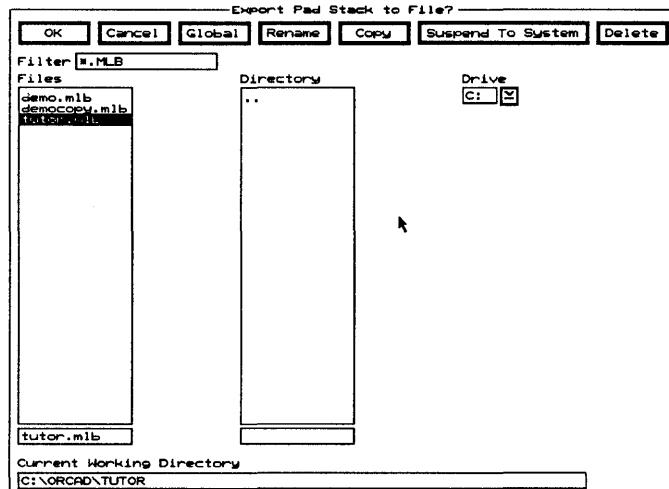 Export Pad Stack to File?
OK Cancel Global Rename Copy Suspend To System Delete
Filter *.MLB
Files Directory Drive
demo.mlb .. C:
democopy.mlb
tutor.mlb
tutor.mlb
Current Working Directory
C:\ORCAD\TUTOR